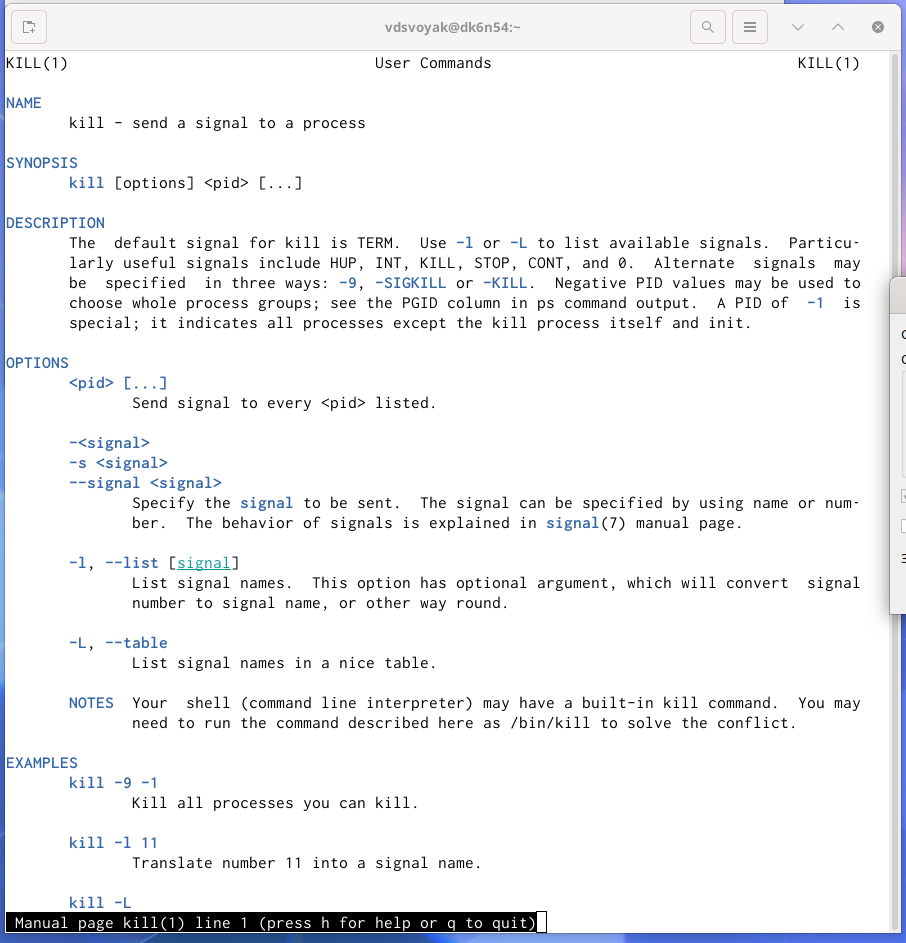 vdsvoyak@dk6n54:~
KILL(1) User Commands KILL(1)
NAME
kill - send a signal to a process
SYNOPSIS
kill [options] <pid> [...]
DESCRIPTION
The  default signal for kill is TERM.  Use -l or -L to list available signals.  Particu-
larly useful signals include HUP, INT, KILL, STOP, CONT, and 0.  Alternate  signals  may
be  specified  in three ways: -9, -SIGKILL or -KILL.  Negative PID values may be used to
choose whole process groups; see the PGID column in ps command output.  A PID of  -1  is
special; it indicates all processes except the kill process itself and init.
OPTIONS
<pid> [...]
Send signal to every <pid> listed.
-<signal>
-s <signal>
--signal <signal>
Specify the signal to be sent.  The signal can be specified by using name or num-
ber.  The behavior of signals is explained in signal(7) manual page.
-l, --list [signal]
List signal names.  This option has optional argument, which will convert  signal
number to signal name, or other way round.
-L, --table
List signal names in a nice table.
NOTES  Your  shell (command line interpreter) may have a built-in kill command.  You may
need to run the command described here as /bin/kill to solve the conflict.
EXAMPLES
kill -9 -1
Kill all processes you can kill.
kill -l 11
Translate number 11 into a signal name.
kill -L
Manual page kill(1) line 1 (press h for help or q to quit)